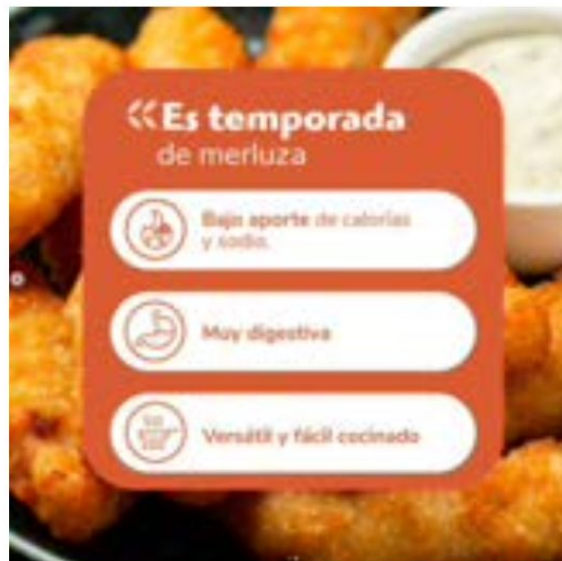 «Es temporada
de merluza
Bajo aporte de calorías
y sodio.
Muy digestiva
Versátil y fácil cocinado